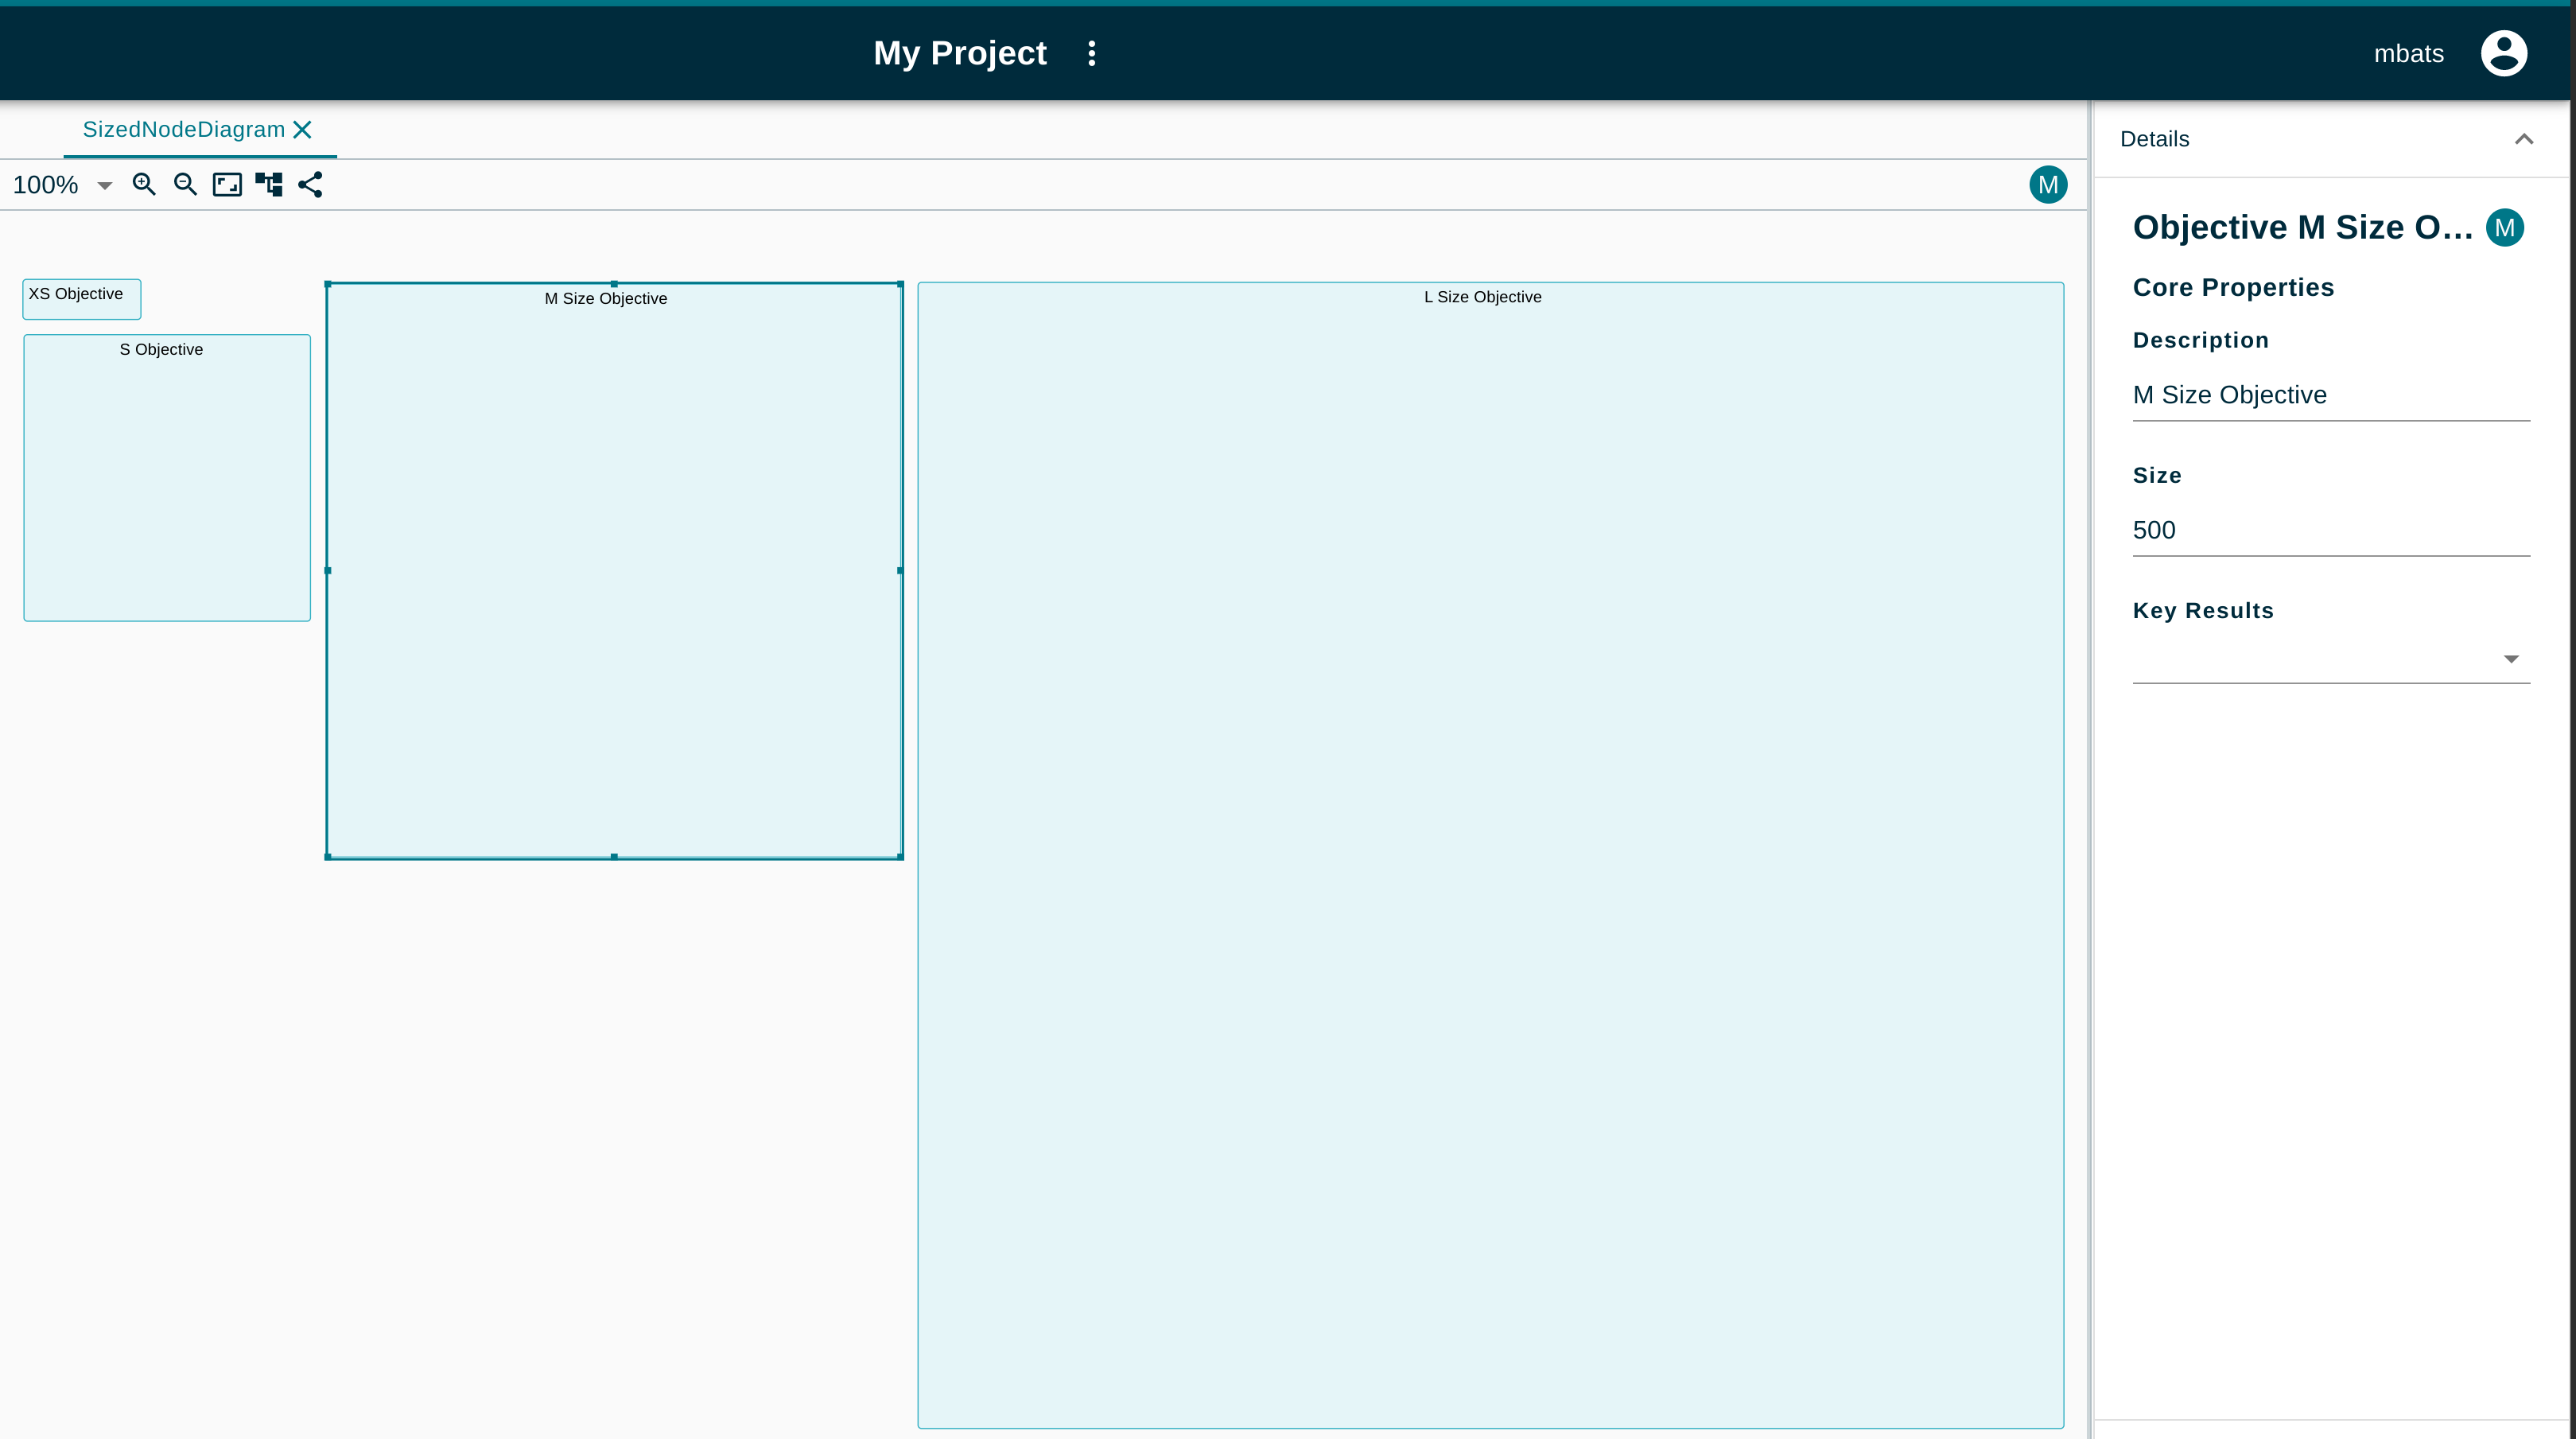 My Project
mbats
SizedNodeDiagram
100%
M
XS Objective
S Objective
M Size Objective
L Size Objective
Details
Objective M Size O...
M
Core Properties
Description
M Size Objective
Size
500
Key Results